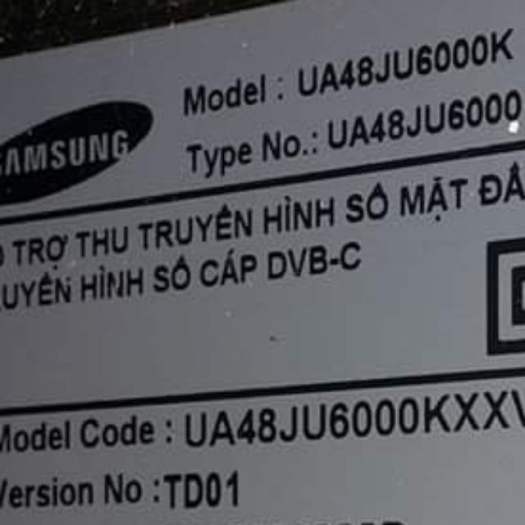 SAMSUNG
Model : UA48JU6000K
Type No.: UA48JU6000
TRỢ THU TRUYỀN HÌNH SỐ MẶT ĐẤ
UYỀN HÌNH SỐ CÁP DVB-C
Model Code : UA48JU6000KXXV
Version No :TD01